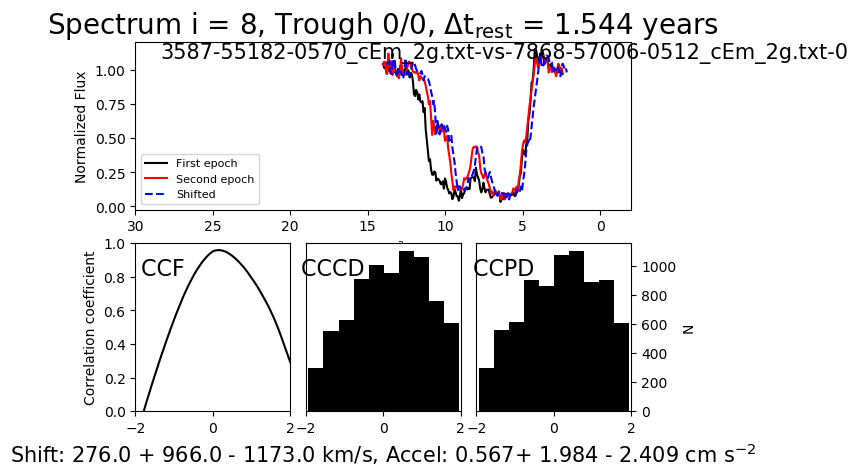 Spectrum i = 8, Trough 0/0, Δt_rest = 1.544 years
3587-55182-0570_cEm_2g.txt-vs-7868-57006-0512_cEm_2g.txt-0
Normalized Flux
1.00
0.75
0.50
0.25
0.00
First epoch
Second epoch
Shifted
30 25 20 15 10 5 0
Correlation coefficient
1.0
0.8
0.6
0.4
0.2
0.0
CCF
CCCD
CCPD
1000
800
600
400
200
0
N
−2 0 2
−2 0 2
−2 0 2
Shift: 276.0 + 966.0 - 1173.0 km/s, Accel: 0.567+ 1.984 - 2.409 cm s⁻²